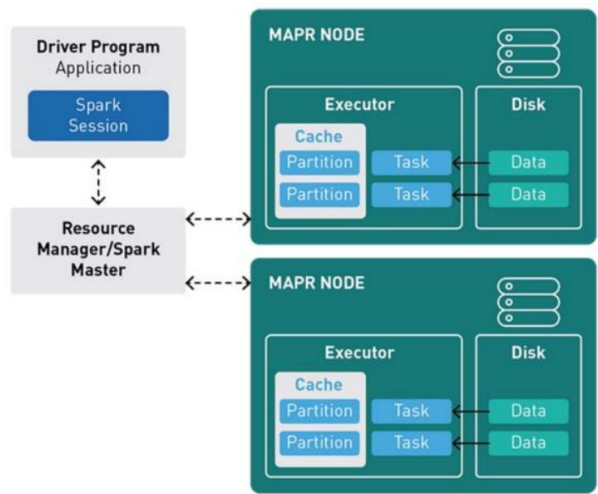 Driver Program
Application
Spark
Session
Resource
Manager/Spark
Master
MAPR NODE
Executor
Disk
Cache
Partition
Task
Data
Partition
Task
Data
MAPR NODE
Executor
Disk
Cache
Partition
Task
Data
Partition
Task
Data